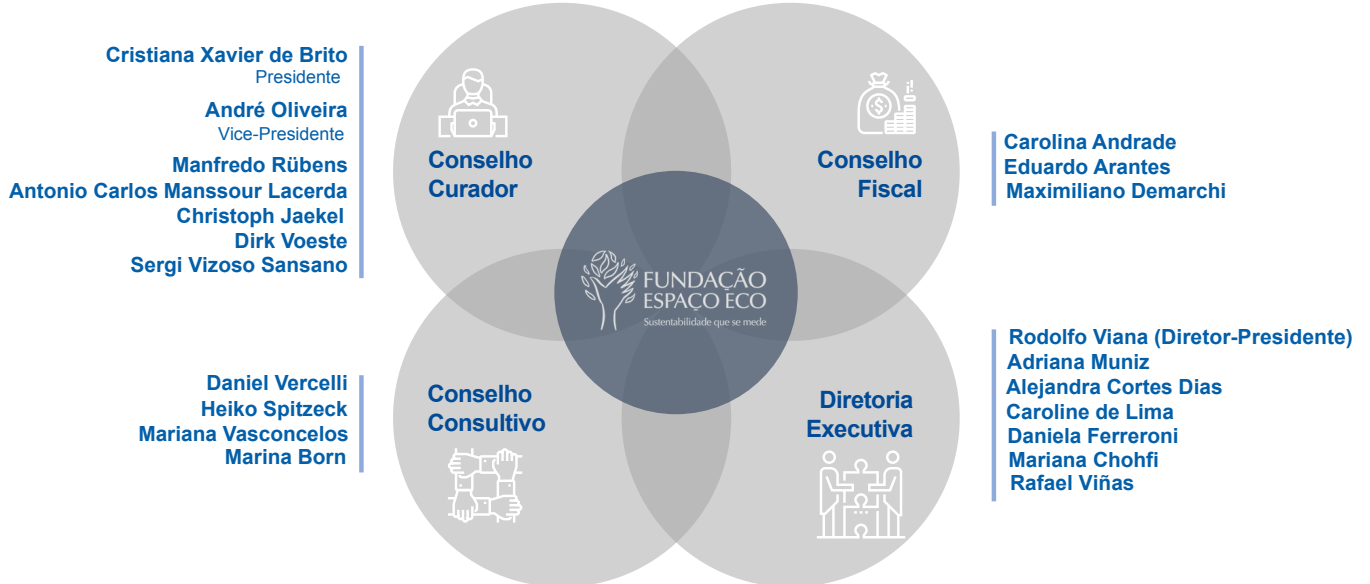 Cristiana Xavier de Brito
Presidente
André Oliveira
Vice-Presidente
Manfredo Rübens
Antonio Carlos Manssour Lacerda
Christoph Jaekel
Dirk Voeste
Sergi Vizoso Sansano
Conselho
Curador
Conselho
Fiscal
Carolina Andrade
Eduardo Arantes
Maximiliano Demarchi
FUNDAÇÃO
ESPAÇO ECO
Sustentabilidade que se mede
Daniel Vercelli
Heiko Spitzeck
Mariana Vasconcelos
Marina Born
Conselho
Consultivo
Diretoria
Executiva
Rodolfo Viana (Diretor-Presidente)
Adriana Muniz
Alejandra Cortes Dias
Caroline de Lima
Daniela Ferreroni
Mariana Chohfi
Rafael Viñas